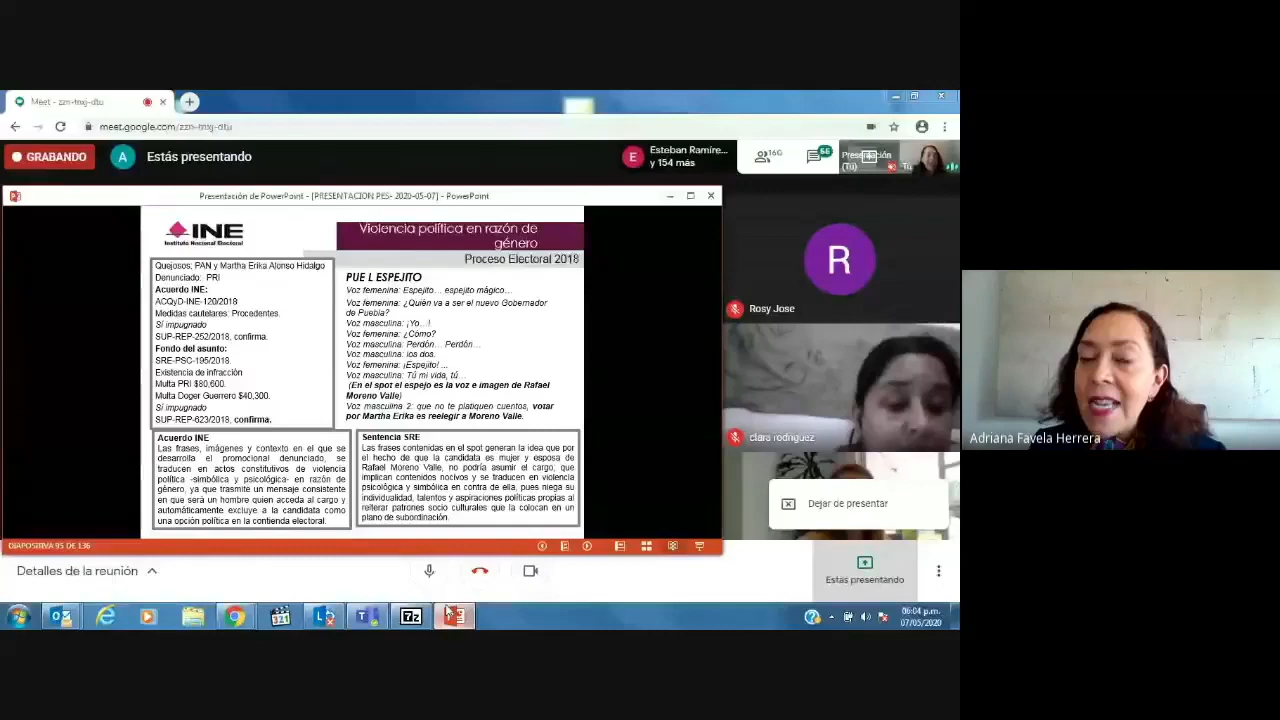 Meet - zzn-tnxj-dtu
meet.google.com/zzn-tnxj-dtu
GRABANDO
A
Estás presentando
E
Esteban Ramíre...
y 154 más
160
56
Presentación
(Tú)
Tú
Presentación de PowerPoint - [PRESENTACION PES- 2020-05-07] - PowerPoint
INE
Instituto Nacional Electoral
Violencia política en razón de
género
Proceso Electoral 2018
Quejosos: PAN y Martha Erika Alonso Hidalgo
Denunciado: PRI
Acuerdo INE:
ACQyD-INE-120/2018
Medidas cautelares: Procedentes.
Sí impugnado
SUP-REP-252/2018, confirma.
Fondo del asunto:
SRE-PSC-195/2018.
Existencia de infracción
Multa PRI $80,600.
Multa Doger Guerrero $40,300.
Sí impugnado
SUP-REP-623/2018, confirma.
PUE L ESPEJITO
Voz femenina: Espejito... espejito mágico...
Voz femenina: ¿Quién va a ser el nuevo Gobernador
de Puebla?
Voz masculina: ¡Yo...!
Voz femenina: ¿Cómo?
Voz masculina: Perdón... Perdón...
Voz masculina: los dos.
Voz femenina: ¡Espejito! ...
Voz masculina: Tú mi vida, tú...
(En el spot el espejo es la voz e imagen de Rafael
Moreno Valle)
Voz masculina 2: que no te platiquen cuentos, votar
por Martha Erika es reelegir a Moreno Valle.
Acuerdo INE
Las frases, imágenes y contexto en el que se
desarrolla el promocional denunciado, se
traducen en actos constitutivos de violencia
política -simbólica y psicológica- en razón de
género, ya que trasmite un mensaje consistente
en que será un hombre quien acceda al cargo y
automáticamente excluye a la candidata como
una opción política en la contienda electoral.
Sentencia SRE
Las frases contenidas en el spot generan la idea que por
el hecho de que la candidata es mujer y esposa de
Rafael Moreno Valle, no podría asumir el cargo; que
implican contenidos nocivos y se traducen en violencia
psicológica y simbólica en contra de ella, pues niega su
individualidad, talentos y aspiraciones políticas propias al
reiterar patrones socio culturales que la colocan en un
plano de subordinación.
DIAPOSITIVA 95 DE 136
R
Rosy Jose
clara rodriguez
Dejar de presentar
Adriana Favela Herrera
Detalles de la reunión
Estás presentando
321
7z
06:04 p.m.
07/05/2020